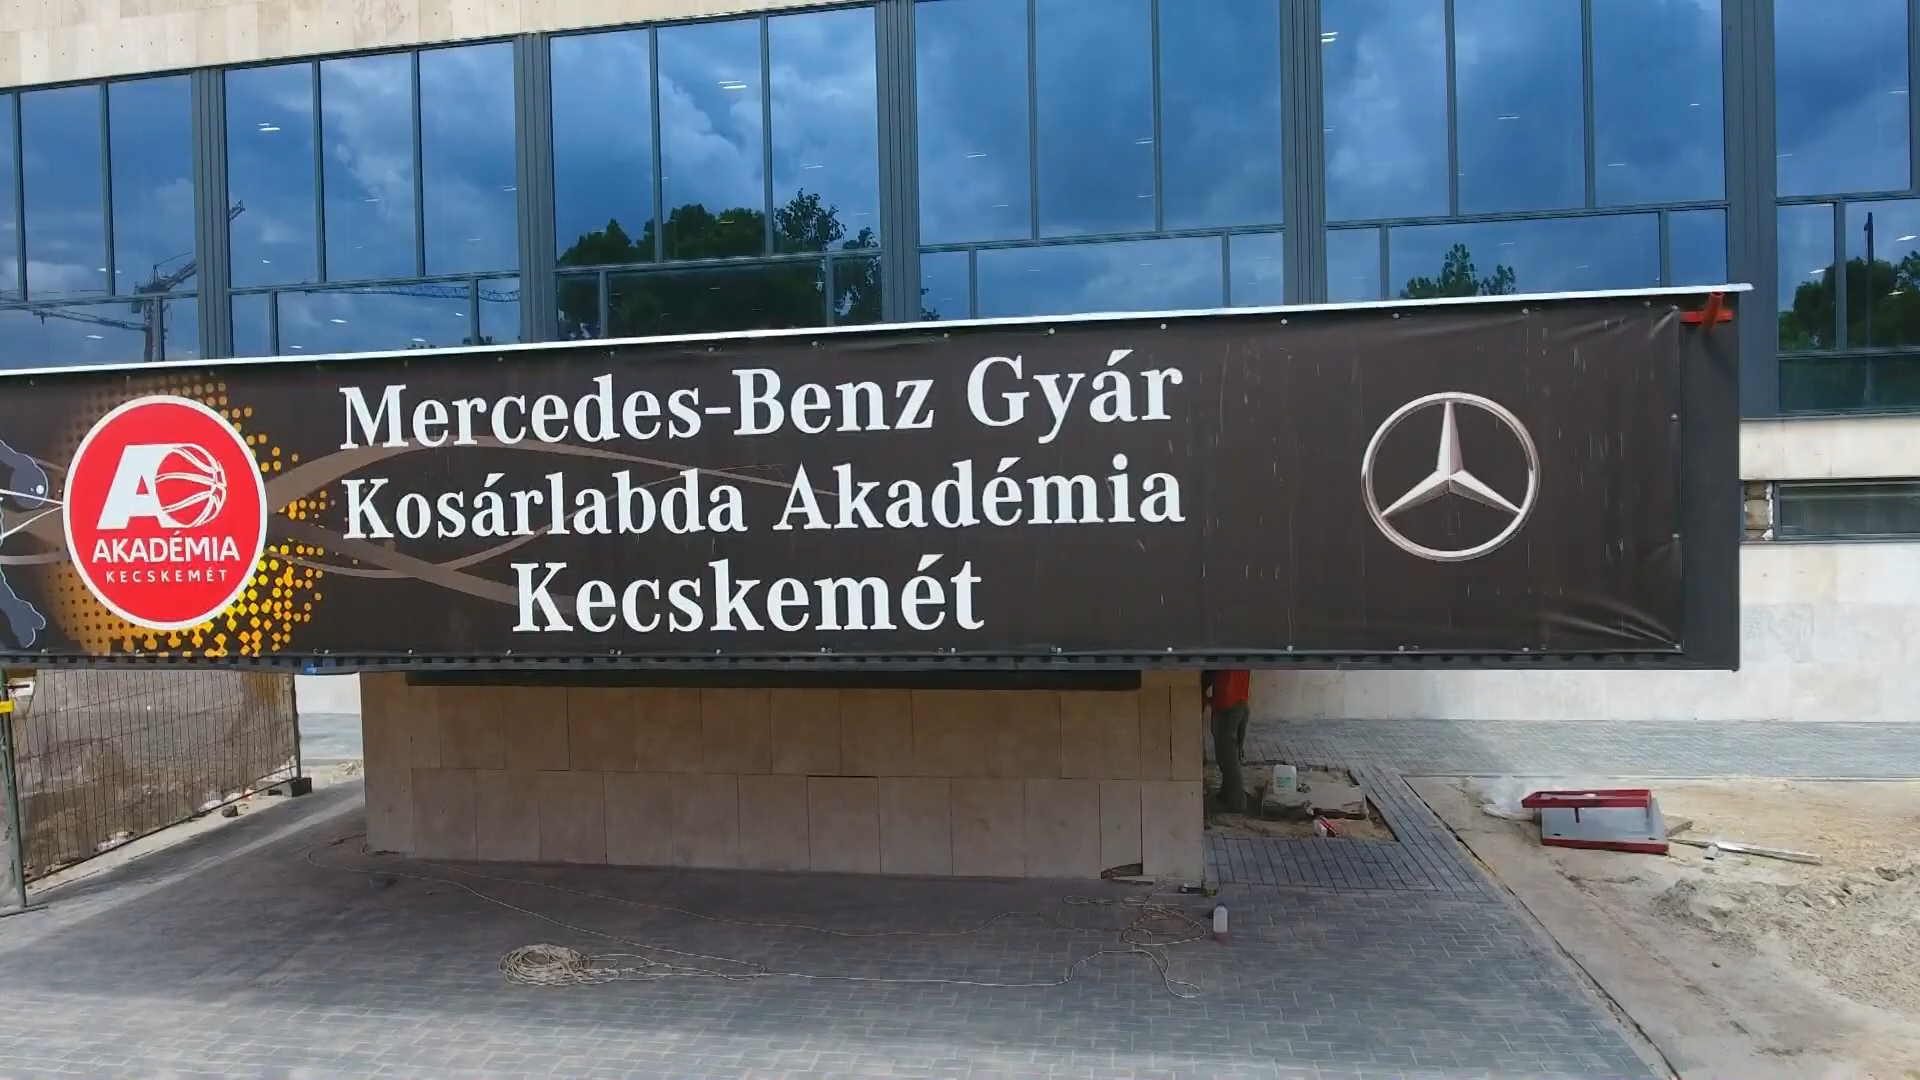 AKADÉMIA
KECSKEMÉT
Mercedes-Benz Gyár
Kosárlabda Akadémia
Kecskemét